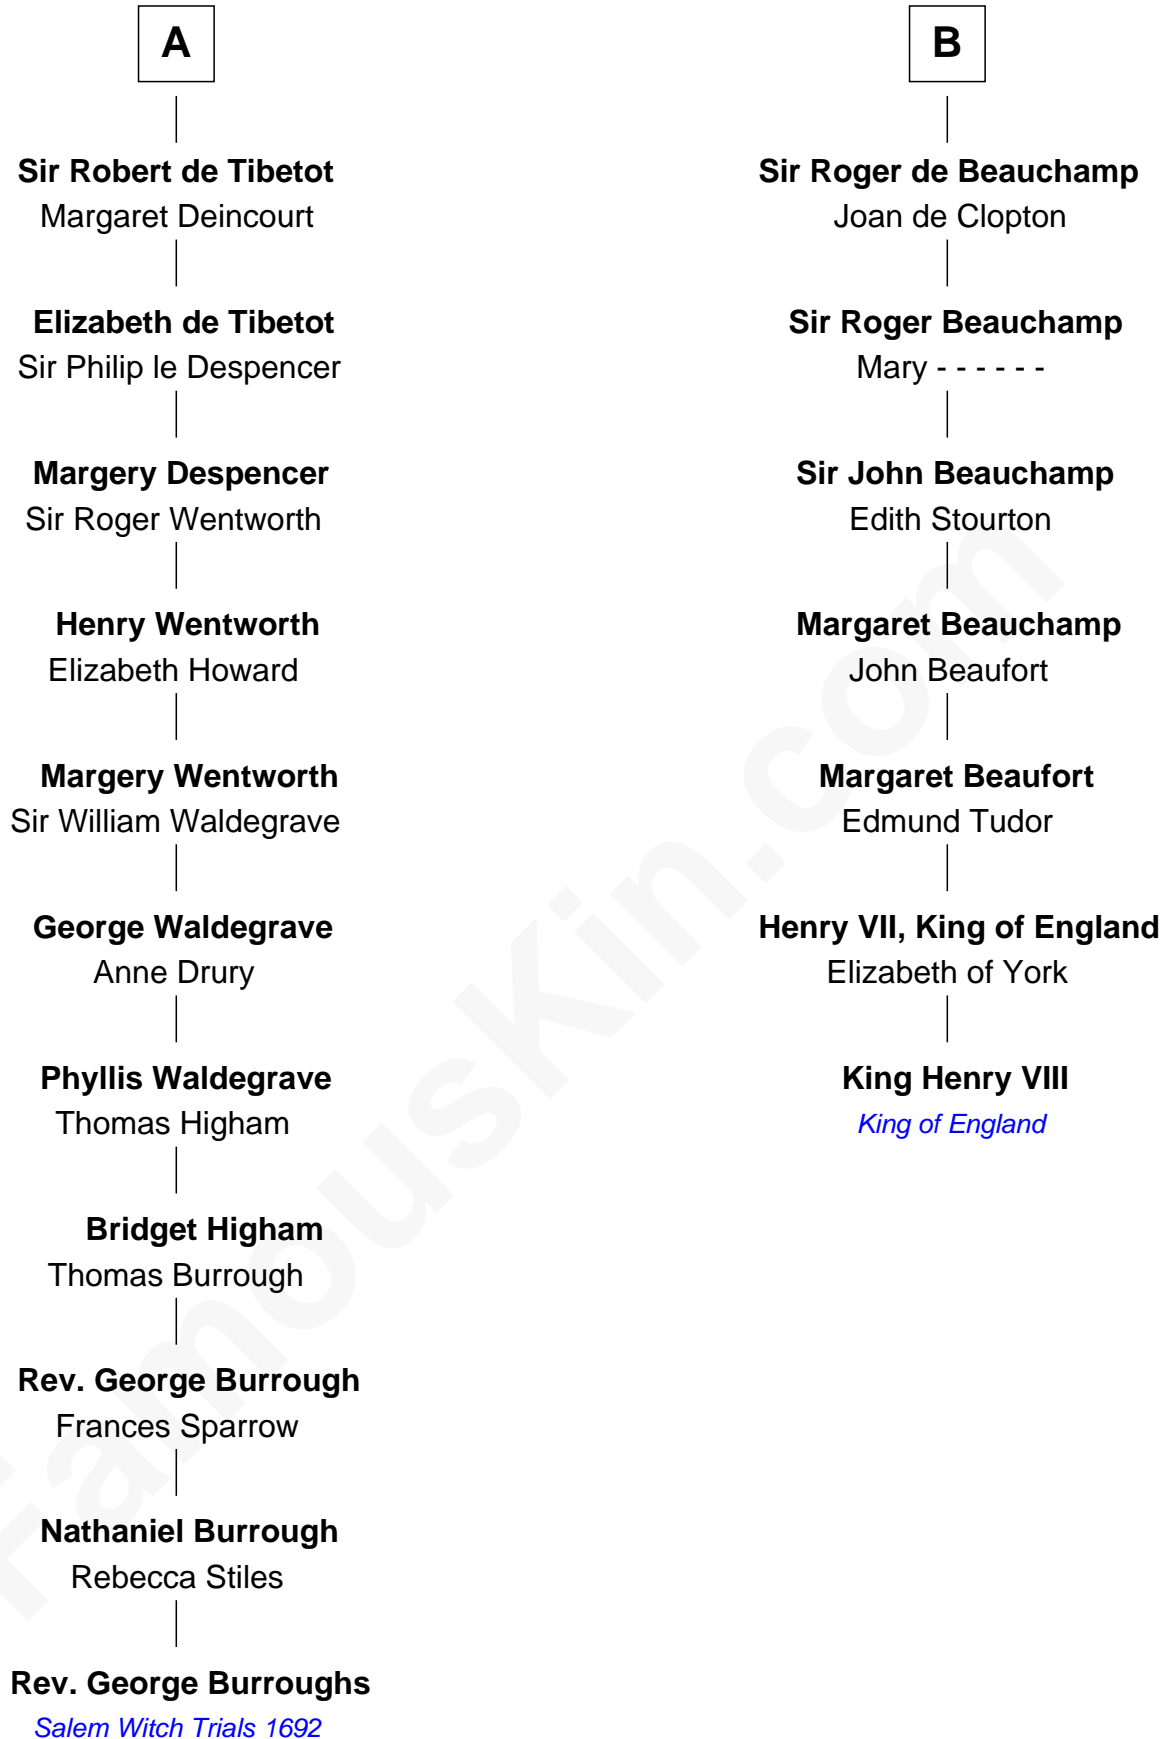 A
Sir Robert de Tibetot
Margaret Deincourt
Elizabeth de Tibetot
Sir Philip le Despencer
Margery Despencer
Sir Roger Wentworth
Henry Wentworth
Elizabeth Howard
Margery Wentworth
Sir William Waldegrave
George Waldegrave
Anne Drury
Phyllis Waldegrave
Thomas Higham
Bridget Higham
Thomas Burrough
Rev. George Burrough
Frances Sparrow
Nathaniel Burrough
Rebecca Stiles
Rev. George Burroughs
Salem Witch Trials 1692
B
Sir Roger de Beauchamp
Joan de Clopton
Sir Roger Beauchamp
Mary - - - - - -
Sir John Beauchamp
Edith Stourton
Margaret Beauchamp
John Beaufort
Margaret Beaufort
Edmund Tudor
Henry VII, King of England
Elizabeth of York
King Henry VIII
King of England
FamousKin.com